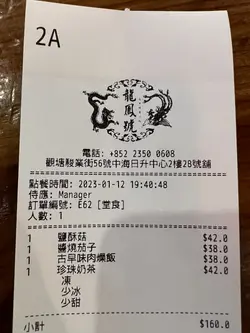 2A
龍鳳號
電話: +852 2350 0608
觀塘駿業街56號中海日升中心2樓2B號舖
點餐時間: 2023-01-12 19:40:48
侍應: Manager
訂單編號: E62 [堂食]
人數: 1
1 鹽酥菇 $42.0
1 醬燒茄子 $38.0
1 古早味肉燥飯 $38.0
1 珍珠奶茶 $42.0
凍
少冰
少甜
小計 $160.0